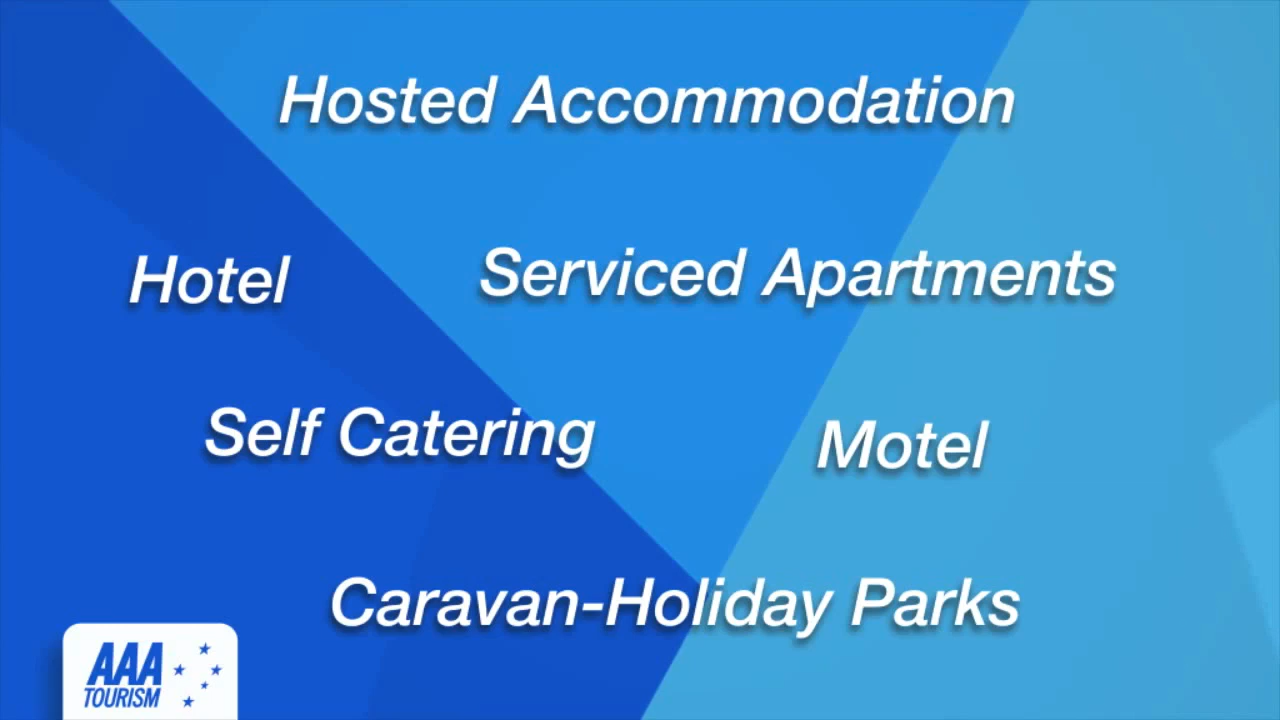 Hosted Accommodation
Hotel
Serviced Apartments
Self Catering
Motel
Caravan-Holiday Parks
AAA
TOURISM